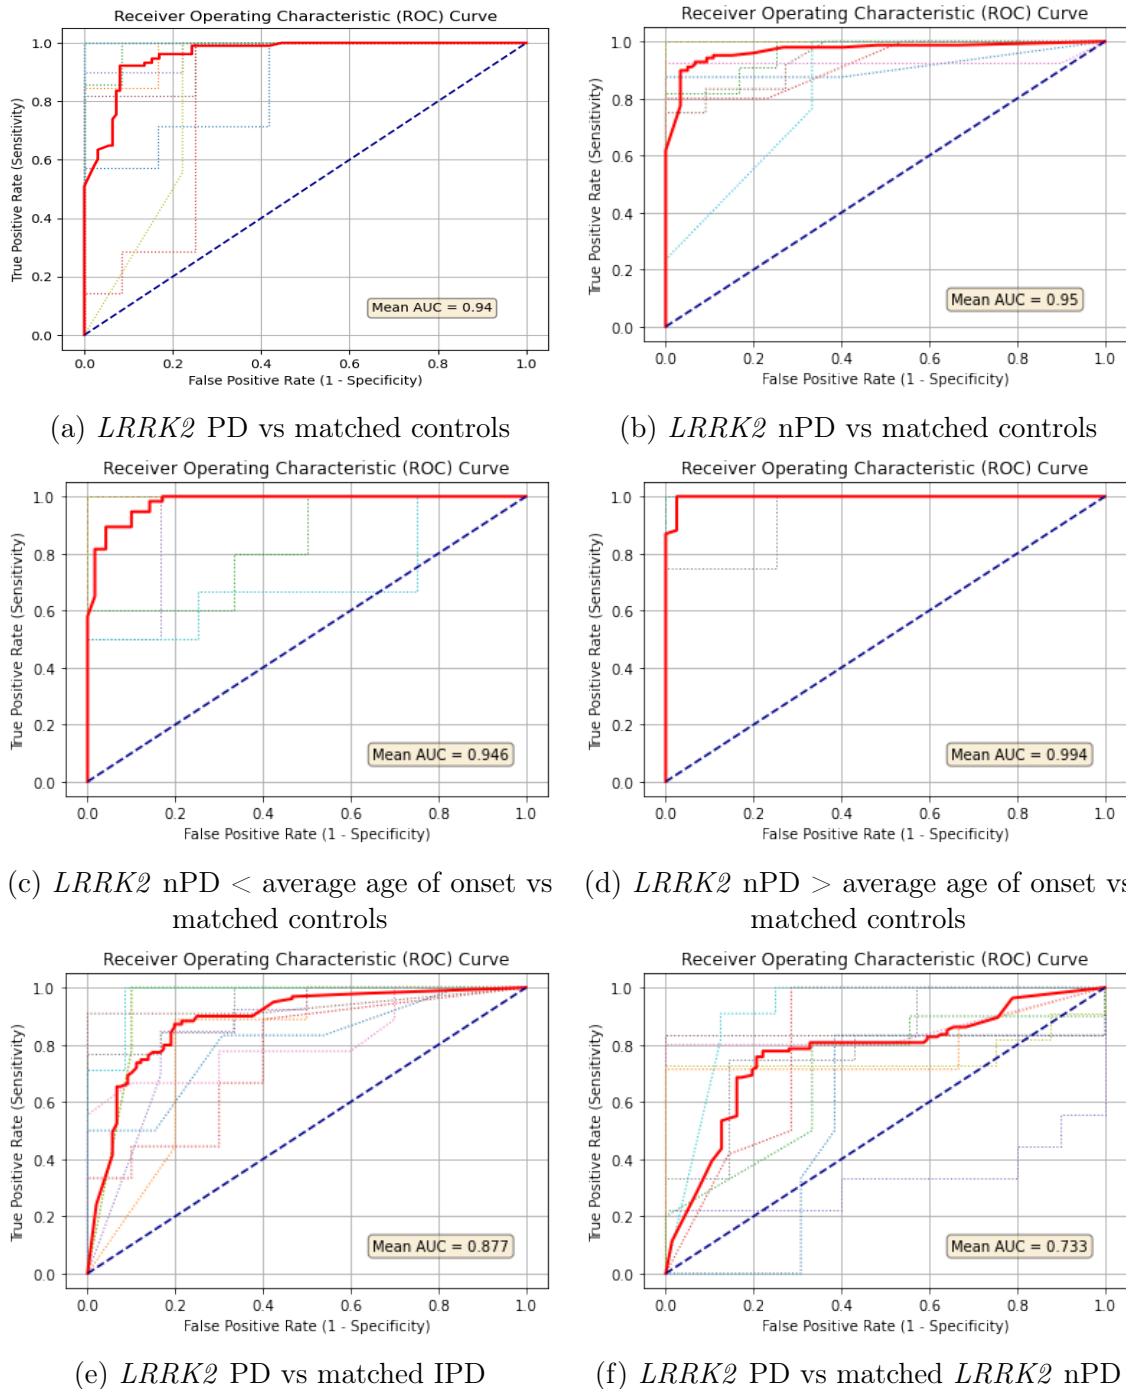 Receiver Operating Characteristic (ROC) Curve
1.0
0.8
0.6
0.4
0.2
0.0
True Positive Rate (Sensitivity)
Mean AUC = 0.94
0.0 0.2 0.4 0.6 0.8 1.0
False Positive Rate (1 - Specificity)
(a) LRRK2 PD vs matched controls
Receiver Operating Characteristic (ROC) Curve
1.0
0.8
0.6
0.4
0.2
0.0
True Positive Rate (Sensitivity)
Mean AUC = 0.95
0.0 0.2 0.4 0.6 0.8 1.0
False Positive Rate (1 - Specificity)
(b) LRRK2 nPD vs matched controls
Receiver Operating Characteristic (ROC) Curve
1.0
0.8
0.6
0.4
0.2
0.0
True Positive Rate (Sensitivity)
Mean AUC = 0.946
0.0 0.2 0.4 0.6 0.8 1.0
False Positive Rate (1 - Specificity)
(c) LRRK2 nPD < average age of onset vs
matched controls
Receiver Operating Characteristic (ROC) Curve
1.0
0.8
0.6
0.4
0.2
0.0
True Positive Rate (Sensitivity)
Mean AUC = 0.994
0.0 0.2 0.4 0.6 0.8 1.0
False Positive Rate (1 - Specificity)
(d) LRRK2 nPD > average age of onset vs
matched controls
Receiver Operating Characteristic (ROC) Curve
1.0
0.8
0.6
0.4
0.2
0.0
True Positive Rate (Sensitivity)
Mean AUC = 0.877
0.0 0.2 0.4 0.6 0.8 1.0
False Positive Rate (1 - Specificity)
(e) LRRK2 PD vs matched IPD
Receiver Operating Characteristic (ROC) Curve
1.0
0.8
0.6
0.4
0.2
0.0
True Positive Rate (Sensitivity)
Mean AUC = 0.733
0.0 0.2 0.4 0.6 0.8 1.0
False Positive Rate (1 - Specificity)
(f) LRRK2 PD vs matched LRRK2 nPD